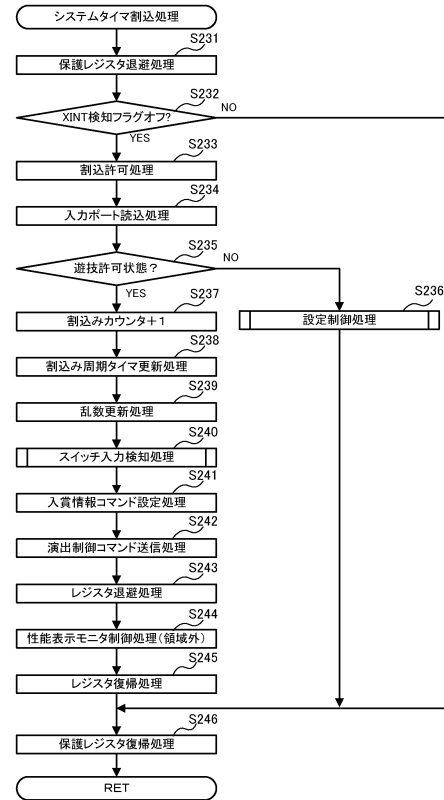 システムタイマ割込処理
S231
保護レジスタ退避処理
S232
XINT検知フラグオフ?
NO
YES
S233
割込許可処理
S234
入力ポート読込処理
S235
遊技許可状態？
NO
YES
S236
設定制御処理
S237
割込みカウンタ＋1
S238
割込み周期タイマ更新処理
S239
乱数更新処理
S240
スイッチ入力検知処理
S241
入賞情報コマンド設定処理
S242
演出制御コマンド送信処理
S243
レジスタ退避処理
S244
性能表示モニタ制御処理(領域外)
S245
レジスタ復帰処理
S246
保護レジスタ復帰処理
RET